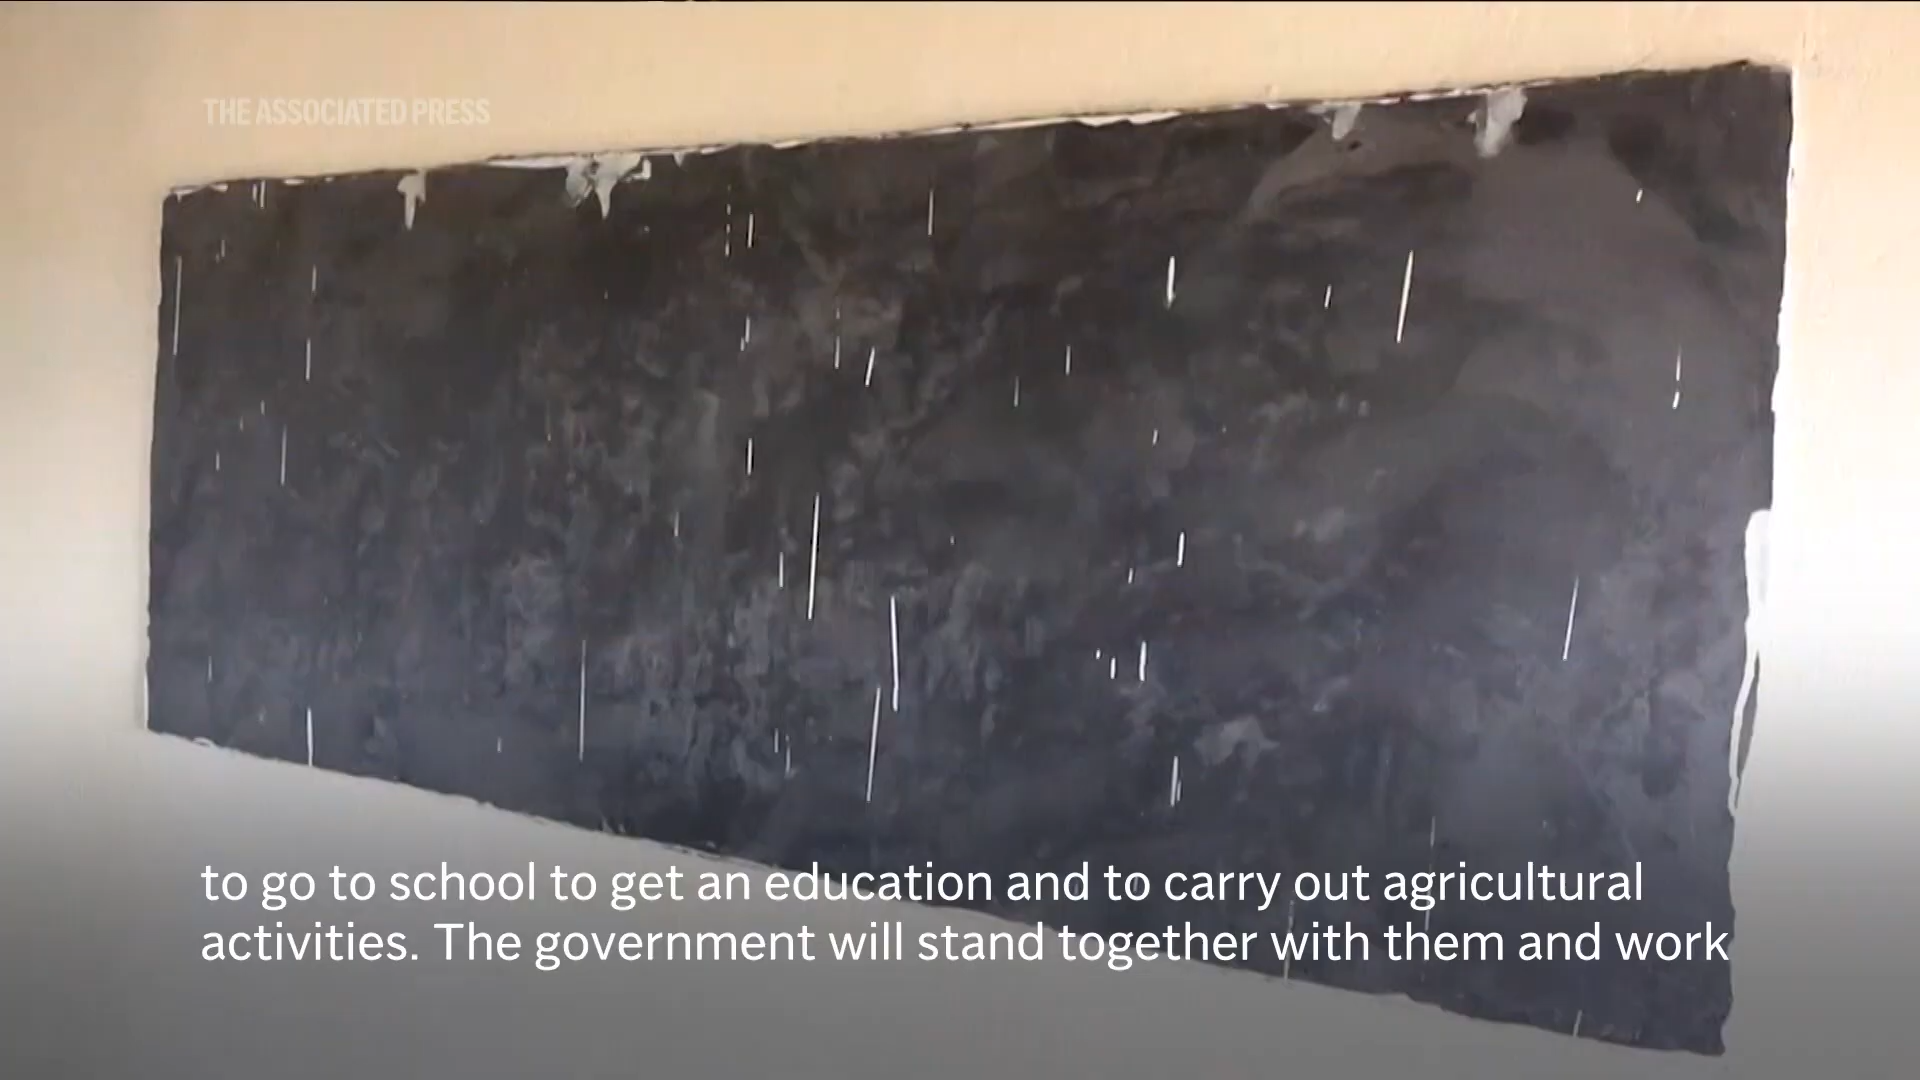 THE ASSOCIATED PRESS
to go to school to get an education and to carry out agricultural
activities. The government will stand together with them and work